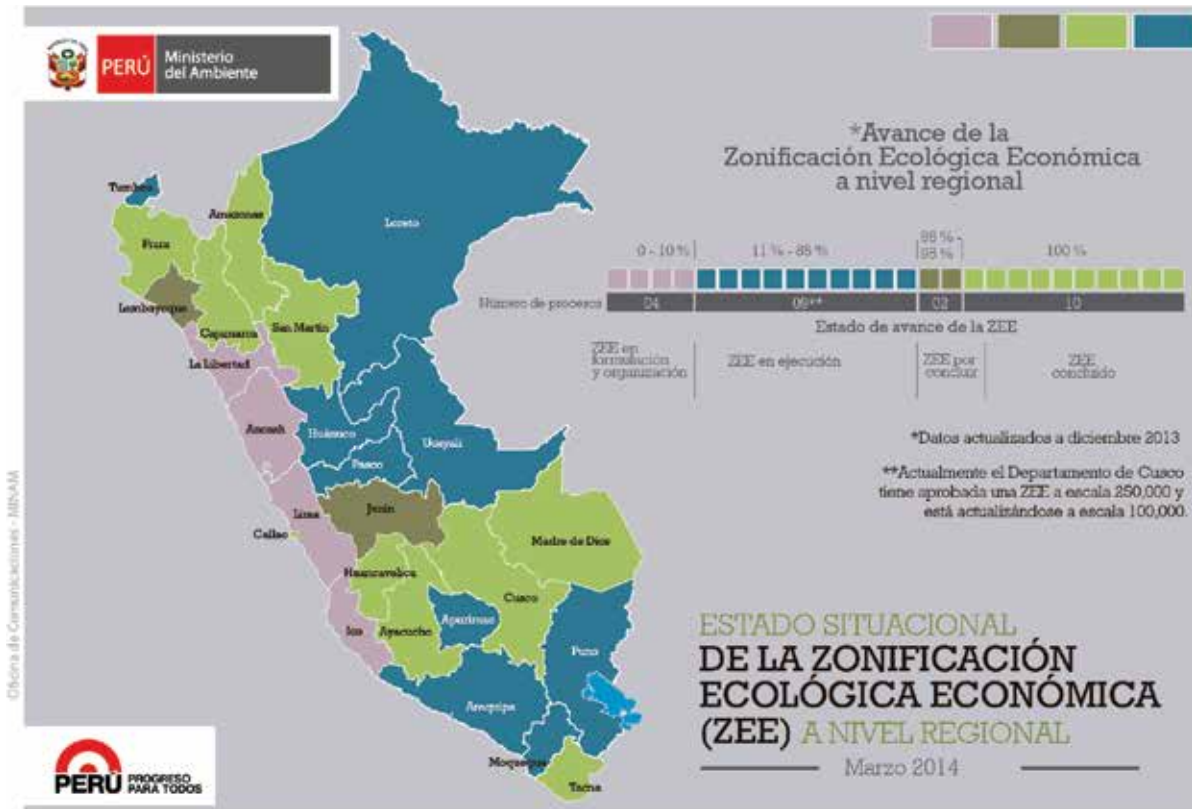 PERÚ
Ministerio
del Ambiente
*Avance de la
Zonificación Ecológica Económica
a nivel regional
0 - 10 %
11 % - 85 %
100 %
Número de procesos
04
09**
02
10
Estado de avance de la ZEE
ZEE en
formulación
y organización
ZEE en ejecución
ZEE por
concluir
ZEE
concluido
*Datos actualizados a diciembre 2013
**Actualmente el Departamento de Cusco
tiene aprobada una ZEE a escala 250,000 y
está actualizándose a escala 100,000.
Tumbes
Piura
Amazonas
Loreto
Lambayeque
Cajamarca
San Martín
La Libertad
Ancash
Huánuco
Ucayali
Pasco
Lima
Junín
Callao
Madre de Dios
Huancavelica
Cusco
Ica
Ayacucho
Apurímac
Puno
Arequipa
Moquegua
Tacna
ESTADO SITUACIONAL
DE LA ZONIFICACIÓN
ECOLÓGICA ECONÓMICA
(ZEE) A NIVEL REGIONAL
Marzo 2014
Oficina de Comunicaciones - MINAM
PERÚ PROGRESO
PARA TODOS